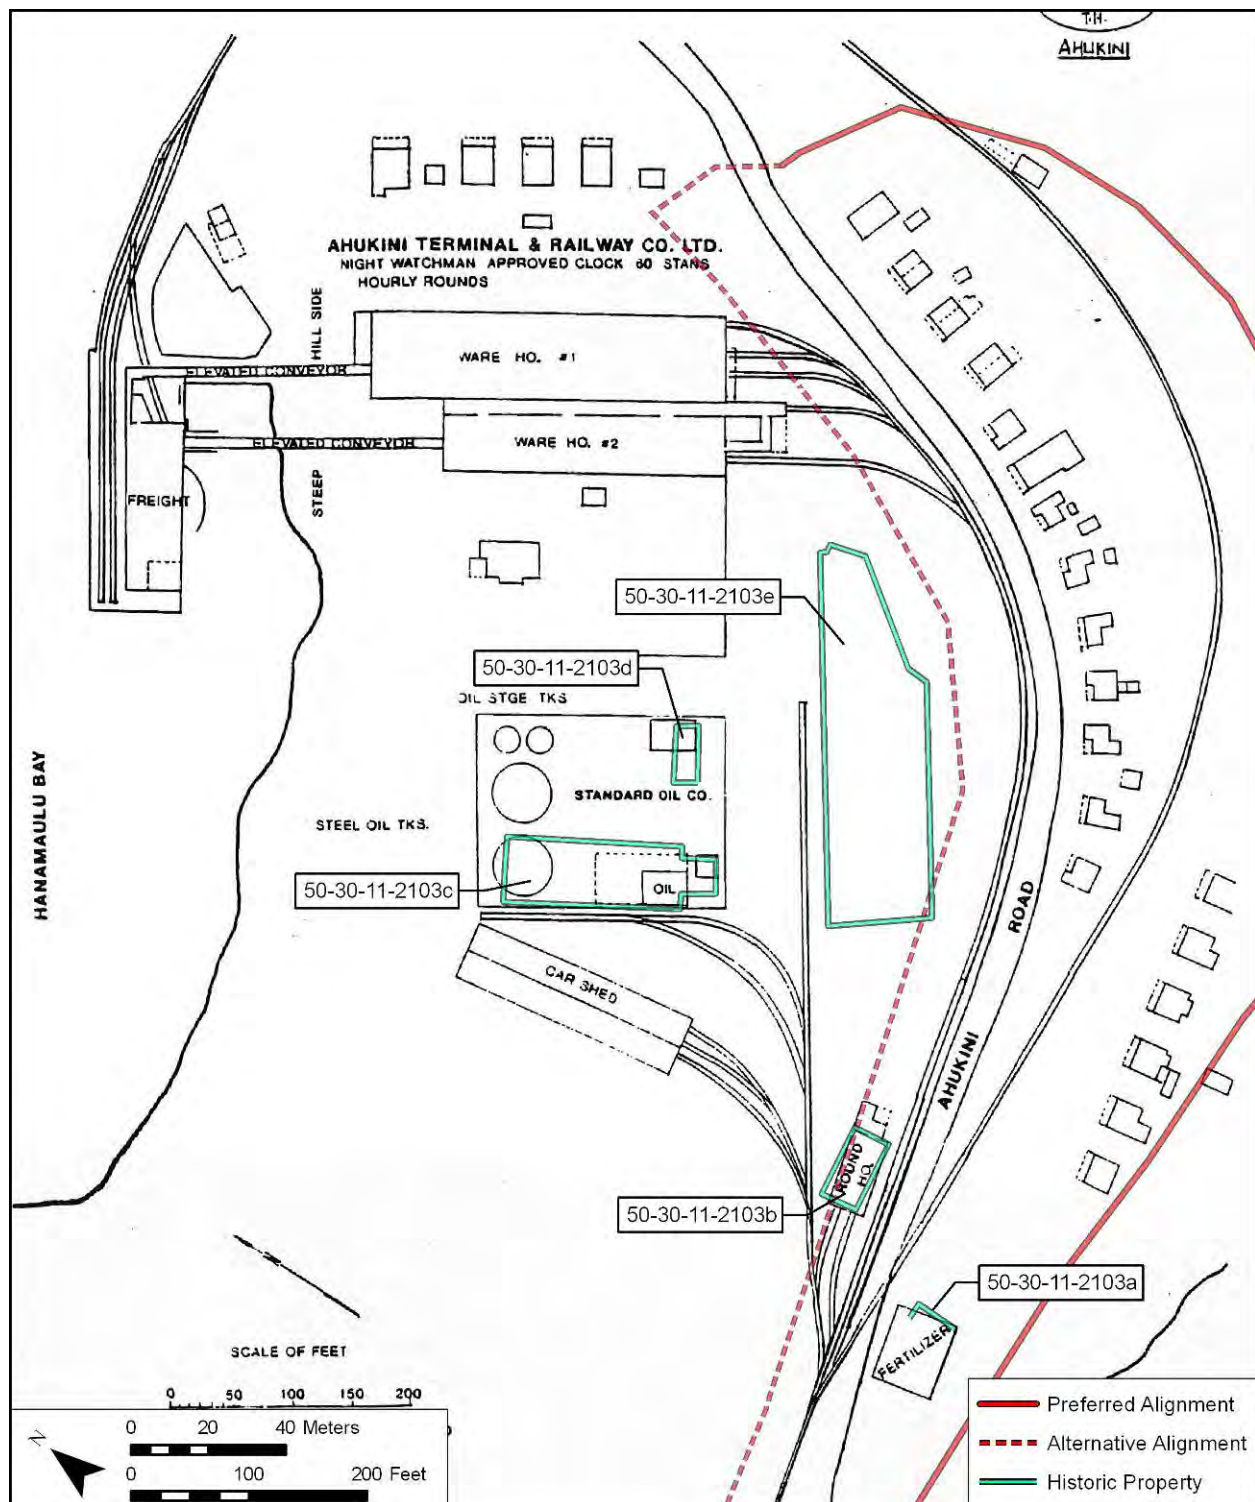 T.H.
AHUKINI
AHUKINI TERMINAL & RAILWAY CO. LTD.
NIGHT WATCHMAN APPROVED CLOCK 60 STANS
HOURLY ROUNDS
HILL SIDE
WARE HO. #1
ELEVATED CONVEYOR
WARE HO. #2
ELEVATED CONVEYOR
STEEP
FREIGHT
50-30-11-2103e
50-30-11-2103d
OIL STGE TKS
HANAMAULU BAY
STANDARD OIL CO.
STEEL OIL TKS.
50-30-11-2103c
OIL
AHUKINI ROAD
CAR SHED
ROUND
HO.
50-30-11-2103b
50-30-11-2103a
FERTILIZER
SCALE OF FEET
0 50 100 150 200
N
0 20 40 Meters
0 100 200 Feet
Preferred Alignment
Alternative Alignment
Historic Property